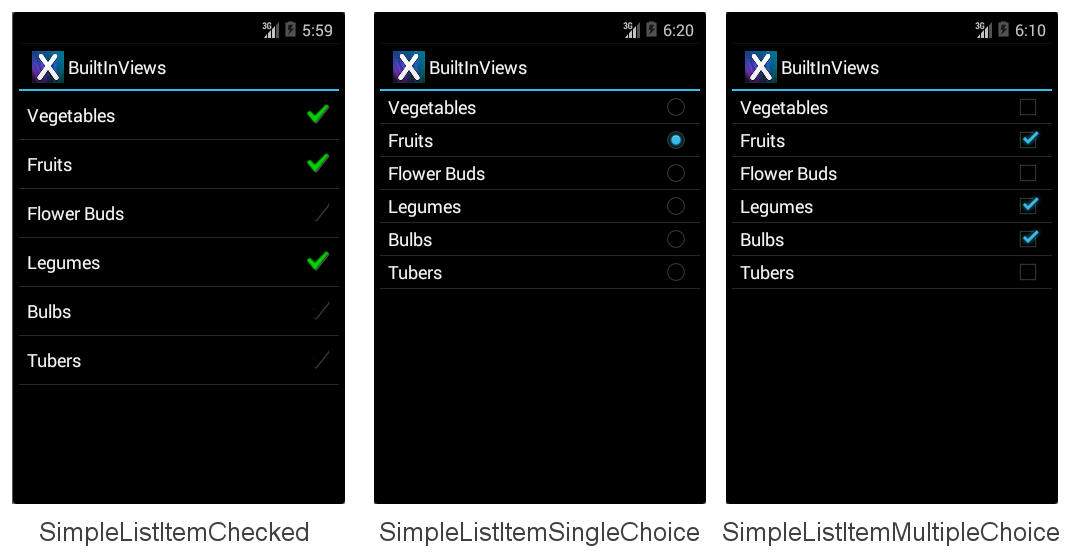 3G 5:59
X BuiltInViews
Vegetables
Fruits
Flower Buds
Legumes
Bulbs
Tubers
SimpleListItemChecked
3G 6:20
X BuiltInViews
Vegetables
Fruits
Flower Buds
Legumes
Bulbs
Tubers
SimpleListItemSingleChoice
3G 6:10
X BuiltInViews
Vegetables
Fruits
Flower Buds
Legumes
Bulbs
Tubers
SimpleListItemMultipleChoice